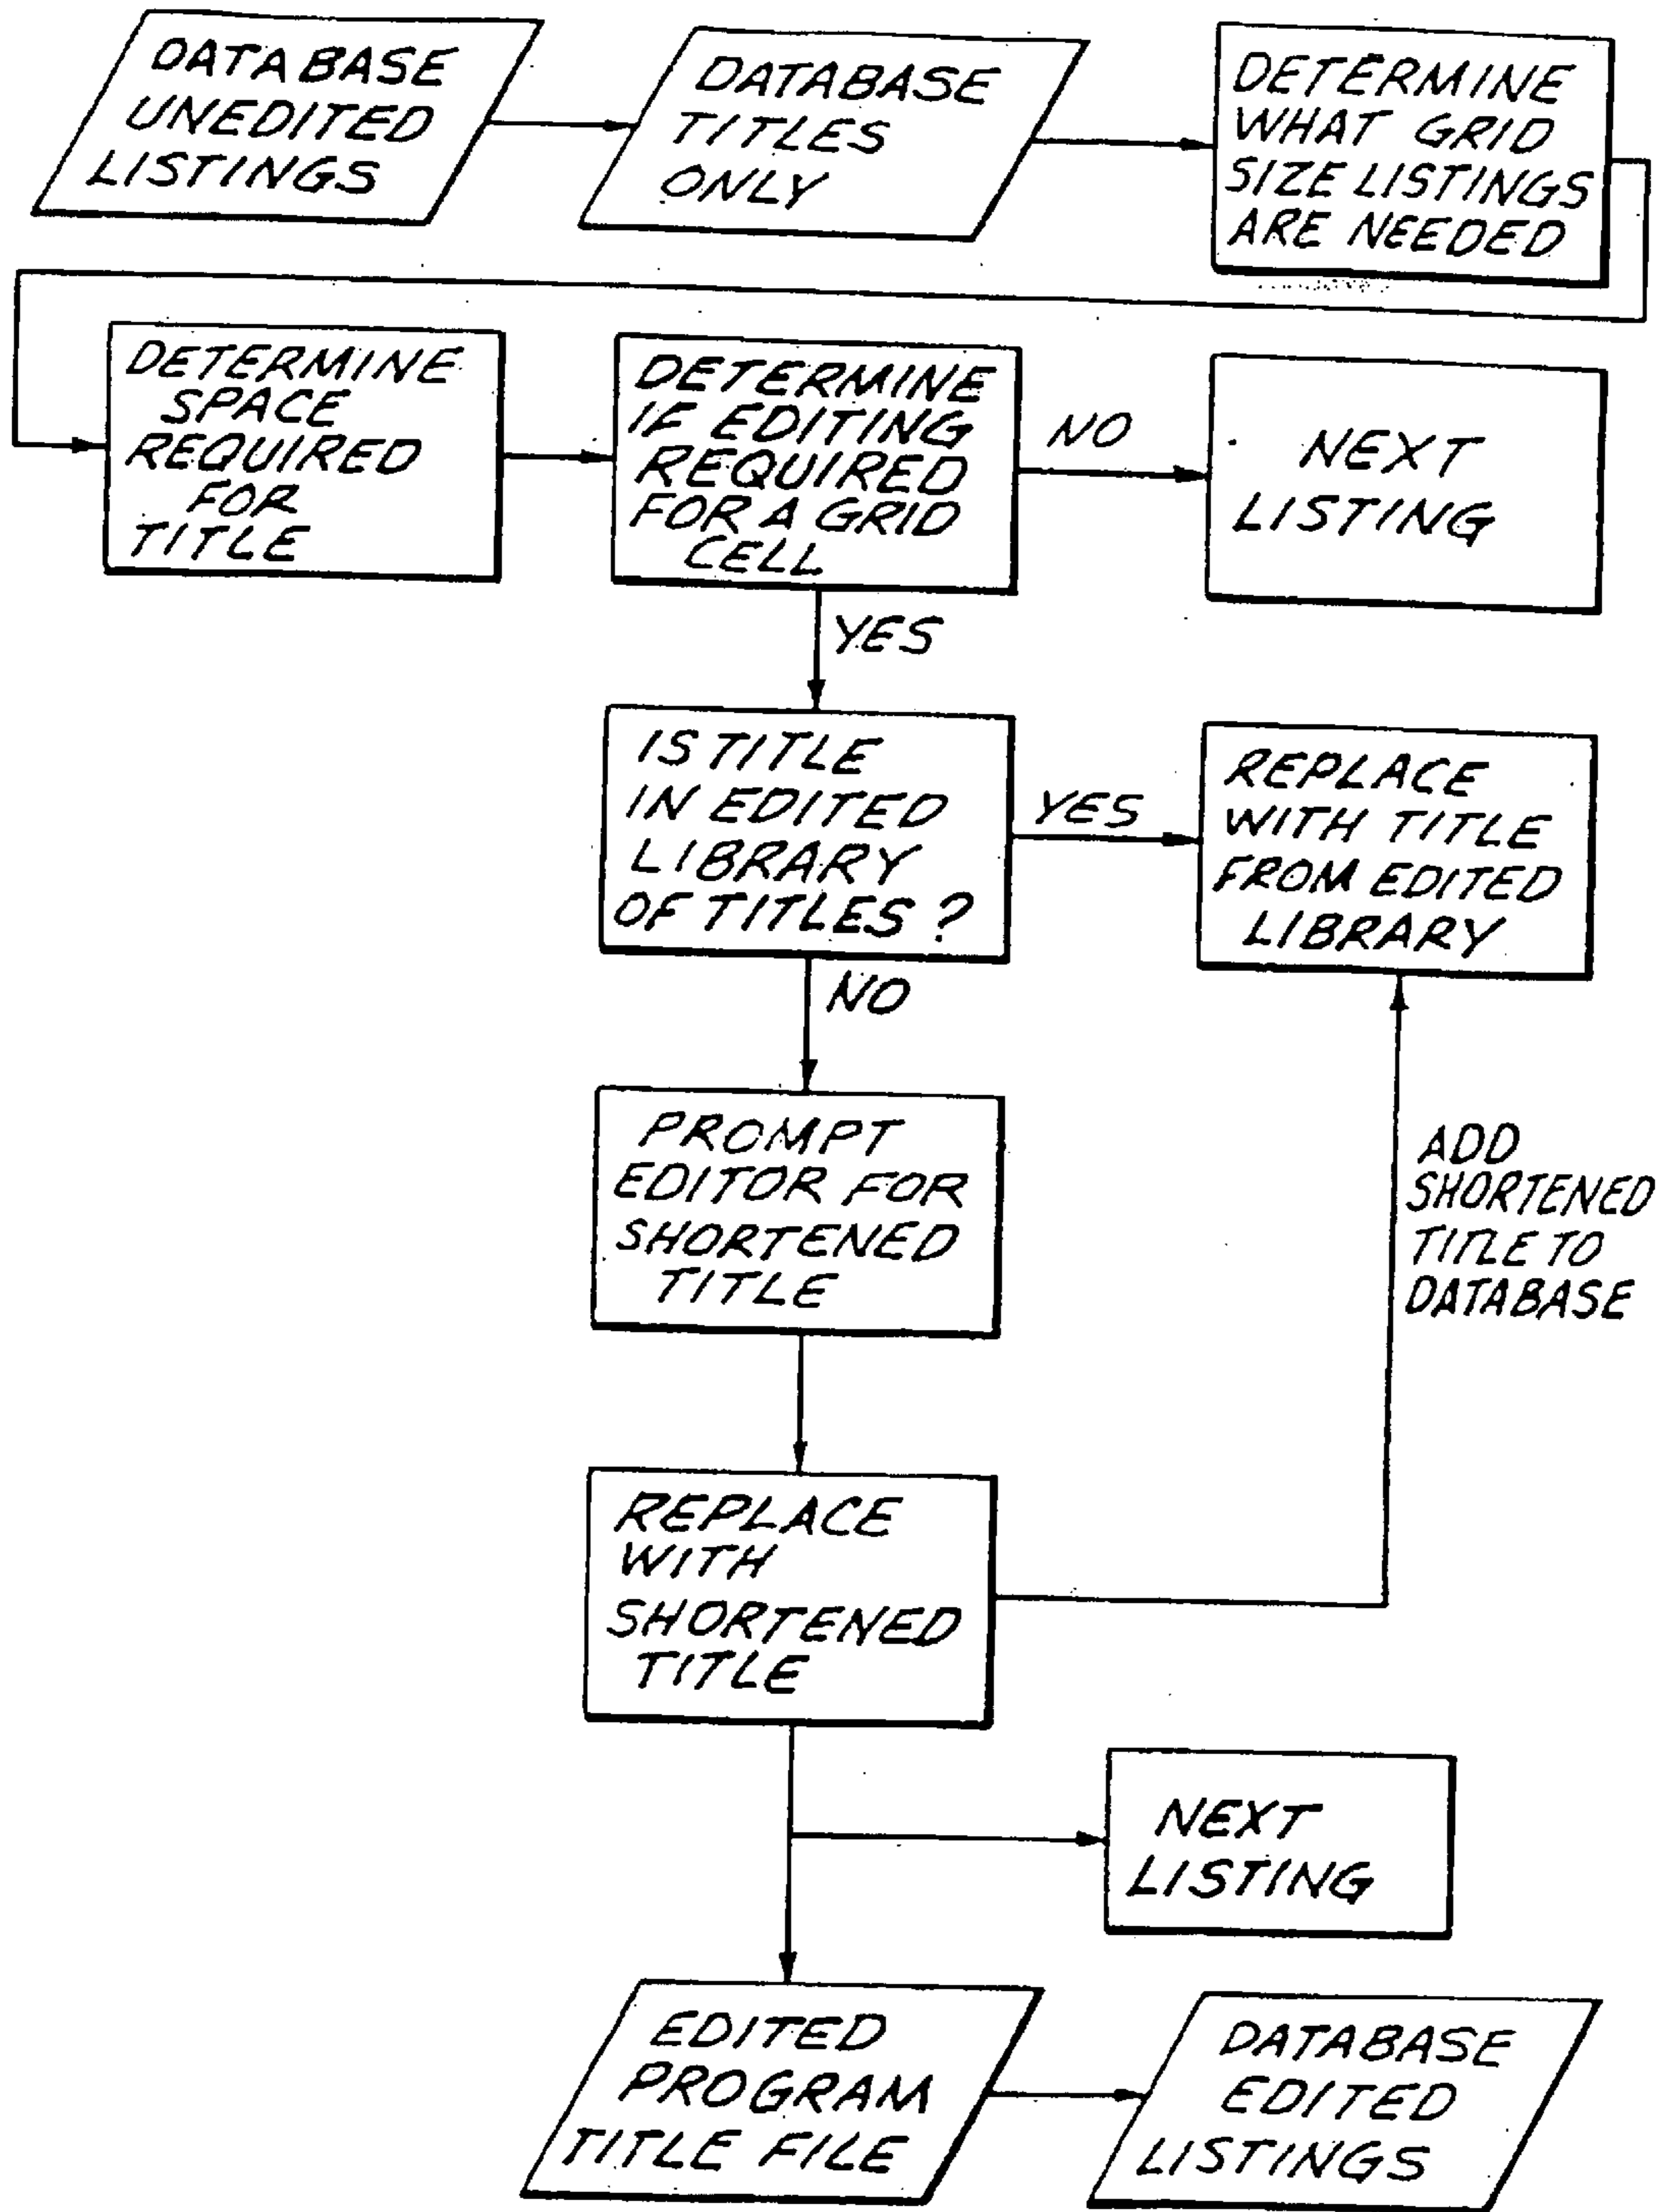 DATABASE
UNEDITED
LISTINGS
DATABASE
TITLES
ONLY
DETERMINE
WHAT GRID
SIZE LISTINGS
ARE NEEDED
DETERMINE
SPACE
REQUIRED
FOR
TITLE
DETERMINE
IF EDITING
REQUIRED
FOR A GRID
CELL
NO
NEXT
LISTING
YES
IS TITLE
IN EDITED
LIBRARY
OF TITLES?
YES
REPLACE
WITH TITLE
FROM EDITED
LIBRARY
NO
PROMPT
EDITOR FOR
SHORTENED
TITLE
ADD
SHORTENED
TITLE TO
DATABASE
REPLACE
WITH
SHORTENED
TITLE
NEXT
LISTING
EDITED
PROGRAM
TITLE FILE
DATABASE
EDITED
LISTINGS